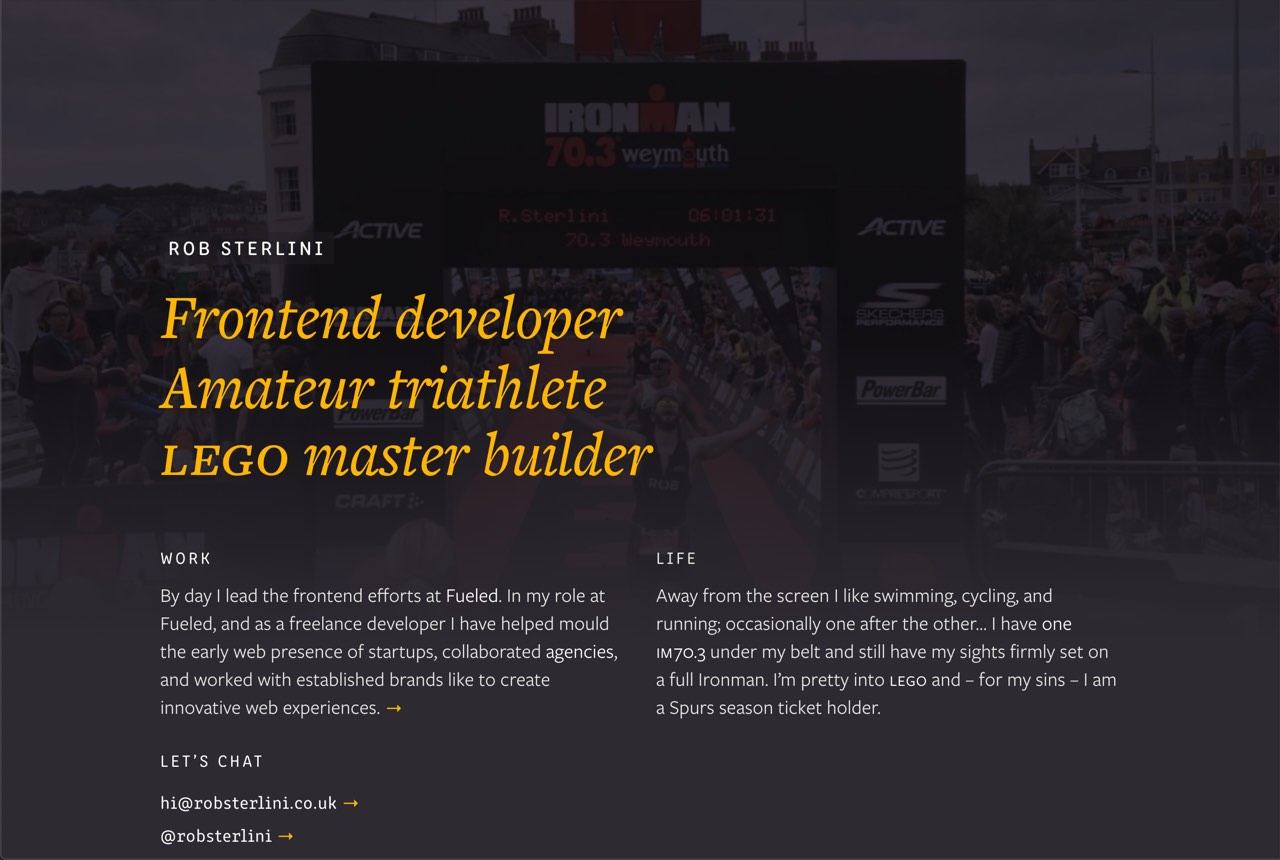 IRONMAN
70.3 weymouth
R.Sterlini 06:01:31
70.3 Weymouth
ACTIVE
ACTIVE
ROB STERLINI
SKECHERS
PERFORMANCE
Frontend developer
Amateur triathlete
PowerBar
PowerBar
LEGO master builder
ROB
CRAFT
COMPRESSPORT
WORK
By day I lead the frontend efforts at Fueled. In my role at
Fueled, and as a freelance developer I have helped mould
the early web presence of startups, collaborated agencies,
and worked with established brands like to create
innovative web experiences. →
LIFE
Away from the screen I like swimming, cycling, and
running; occasionally one after the other… I have one
IM70.3 under my belt and still have my sights firmly set on
a full Ironman. I’m pretty into LEGO and – for my sins – I am
a Spurs season ticket holder.
LET’S CHAT
hi@robsterlini.co.uk →
@robsterlini →